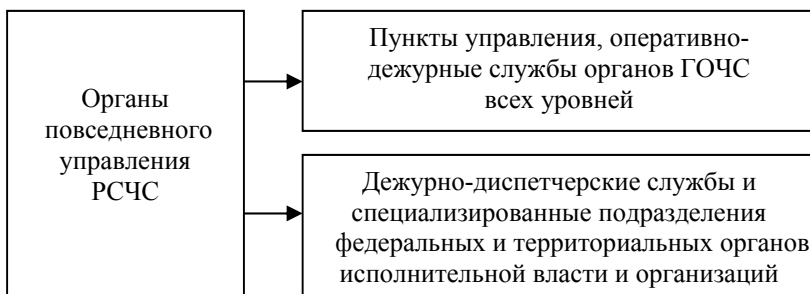 Органы
повседневного
управления
РСЧС
Пункты управления, оперативно-
дежурные службы органов ГОЧС
всех уровней
Дежурно-диспетчерские службы и
специализированные подразделения
федеральных и территориальных органов
исполнительной власти и организаций